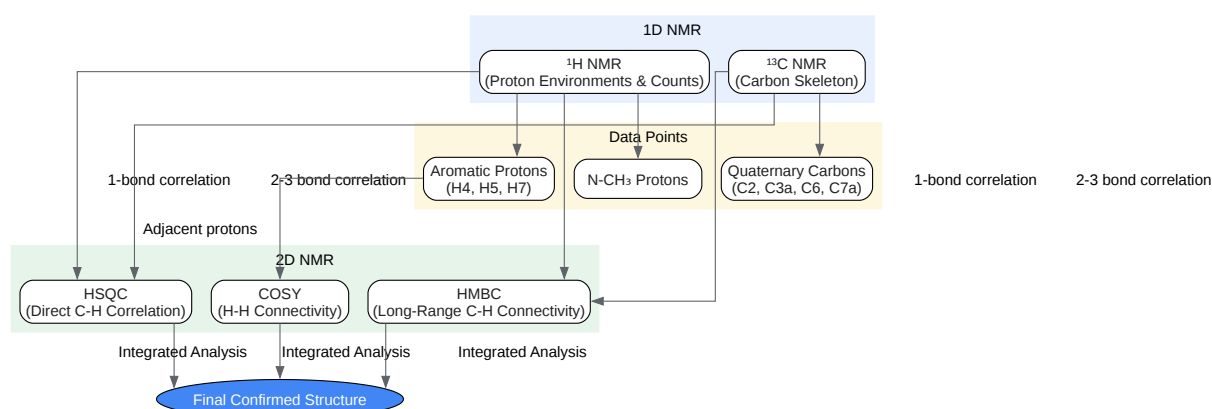 1D NMR
¹H NMR
(Proton Environments & Counts)
¹³C NMR
(Carbon Skeleton)
Data Points
Aromatic Protons
(H4, H5, H7)
N-CH₃ Protons
Quaternary Carbons
(C2, C3a, C6, C7a)
1-bond correlation
2-3 bond correlation
1-bond correlation
2-3 bond correlation
Adjacent protons
2D NMR
HSQC
(Direct C-H Correlation)
COSY
(H-H Connectivity)
HMBC
(Long-Range C-H Connectivity)
Integrated Analysis
Integrated Analysis
Integrated Analysis
Final Confirmed Structure